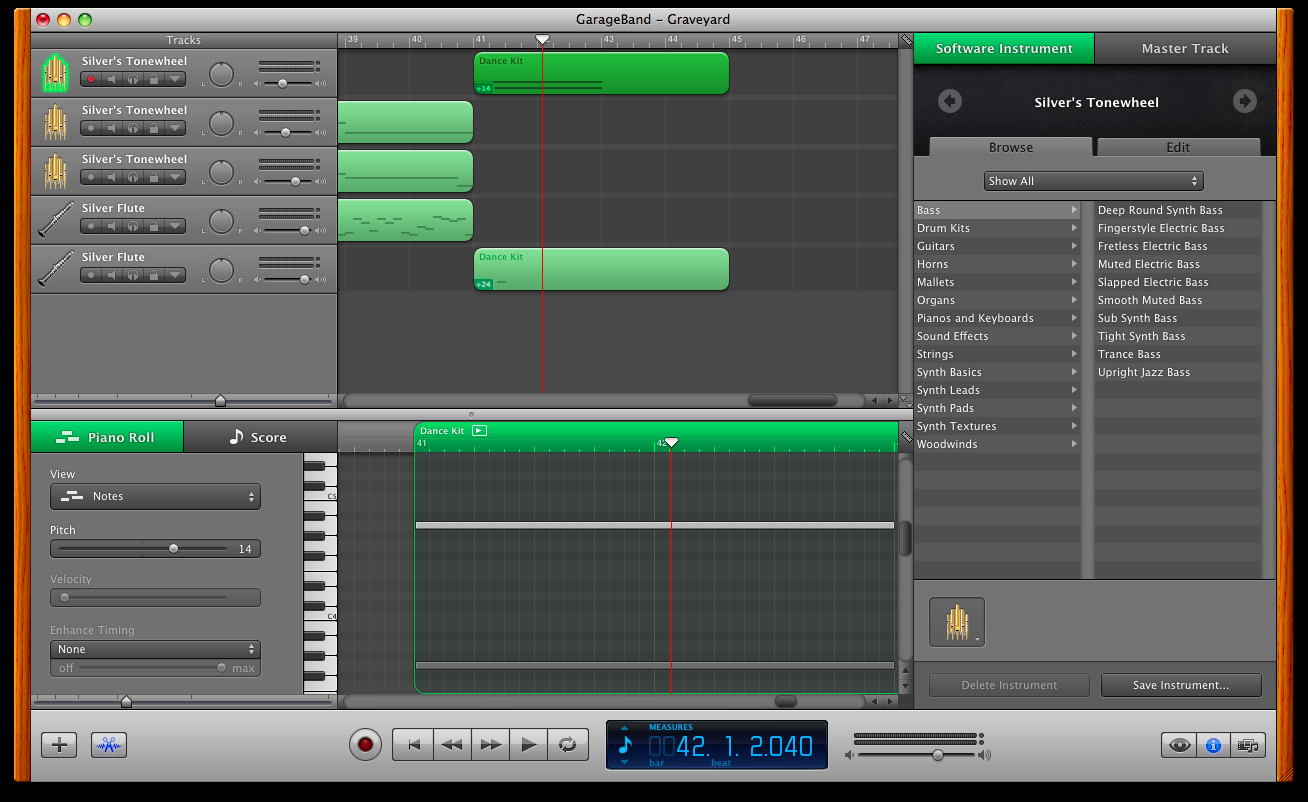 GarageBand – Graveyard
Tracks
39 40 41 43 44 45 46 47
Silver's Tonewheel
L R
Silver's Tonewheel
L R
Silver's Tonewheel
L R
Silver Flute
L R
Silver Flute
L R
Dance Kit
+14
Dance Kit
+24
Software Instrument
Master Track
Silver's Tonewheel
Browse
Edit
Show All
Bass
Drum Kits
Guitars
Horns
Mallets
Organs
Pianos and Keyboards
Sound Effects
Strings
Synth Basics
Synth Leads
Synth Pads
Synth Textures
Woodwinds
Deep Round Synth Bass
Fingerstyle Electric Bass
Fretless Electric Bass
Muted Electric Bass
Slapped Electric Bass
Smooth Muted Bass
Sub Synth Bass
Tight Synth Bass
Trance Bass
Upright Jazz Bass
Piano Roll
Score
View
Notes
Pitch
14
Velocity
Enhance Timing
None
off max
C5
C4
Dance Kit
41 42
Delete Instrument
Save Instrument...
MEASURES
0042. 1. 2.040
bar beat